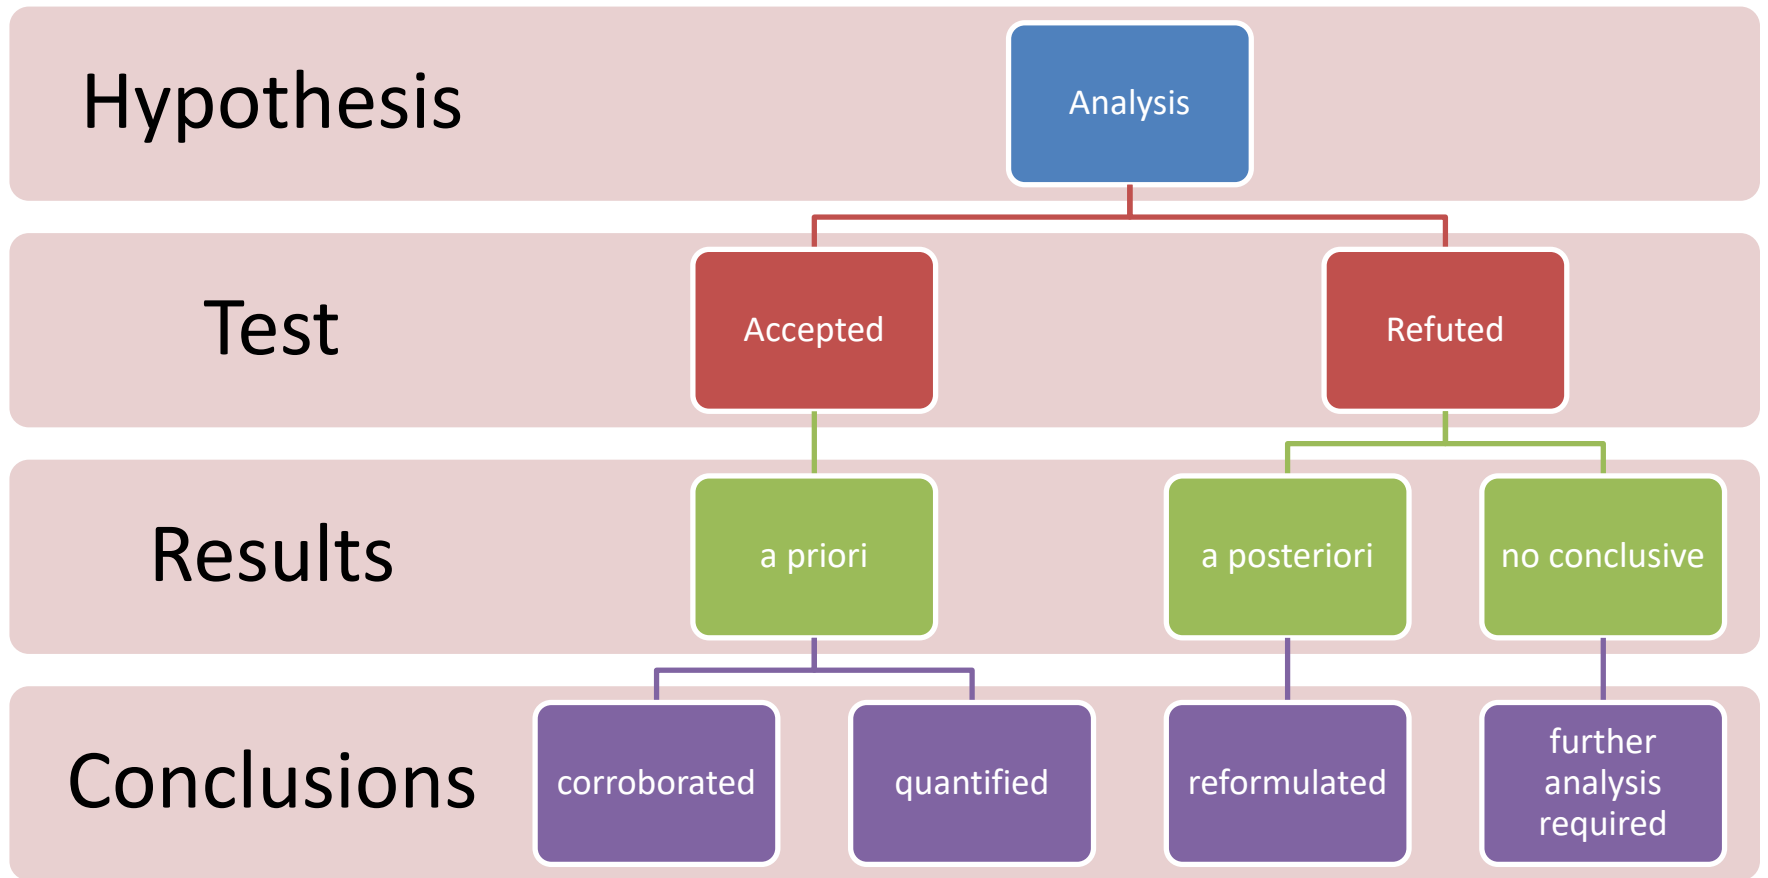 Hypothesis
Analysis
Test
Accepted
Refuted
Results
a priori
a posteriori
no conclusive
Conclusions
corroborated
quantified
reformulated
further
analysis
required